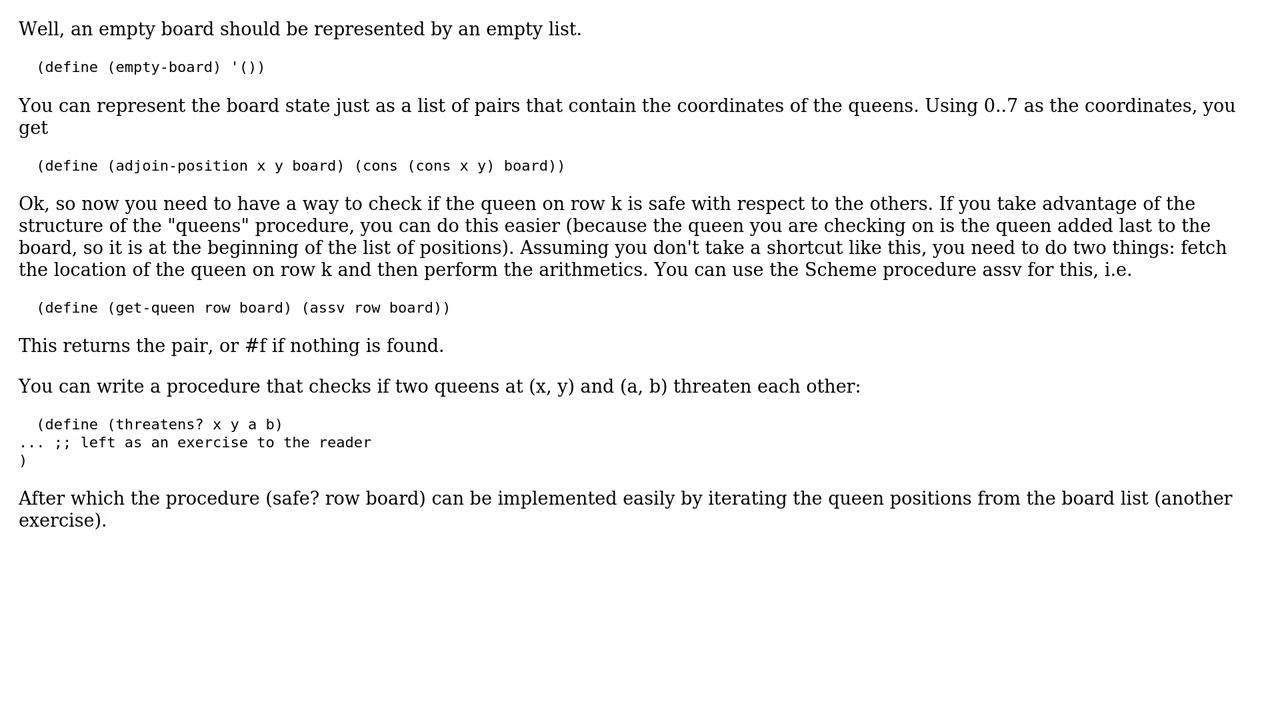 Well, an empty board should be represented by an empty list.
(define (empty-board) '())
You can represent the board state just as a list of pairs that contain the coordinates of the queens. Using 0..7 as the coordinates, you
get
(define (adjoin-position x y board) (cons (cons x y) board))
Ok, so now you need to have a way to check if the queen on row k is safe with respect to the others. If you take advantage of the
structure of the "queens" procedure, you can do this easier (because the queen you are checking on is the queen added last to the
board, so it is at the beginning of the list of positions). Assuming you don't take a shortcut like this, you need to do two things: fetch
the location of the queen on row k and then perform the arithmetics. You can use the Scheme procedure assv for this, i.e.
(define (get-queen row board) (assv row board))
This returns the pair, or #f if nothing is found.
You can write a procedure that checks if two queens at (x, y) and (a, b) threaten each other:
(define (threatens? x y a b)
... ;; left as an exercise to the reader
)
After which the procedure (safe? row board) can be implemented easily by iterating the queen positions from the board list (another
exercise).